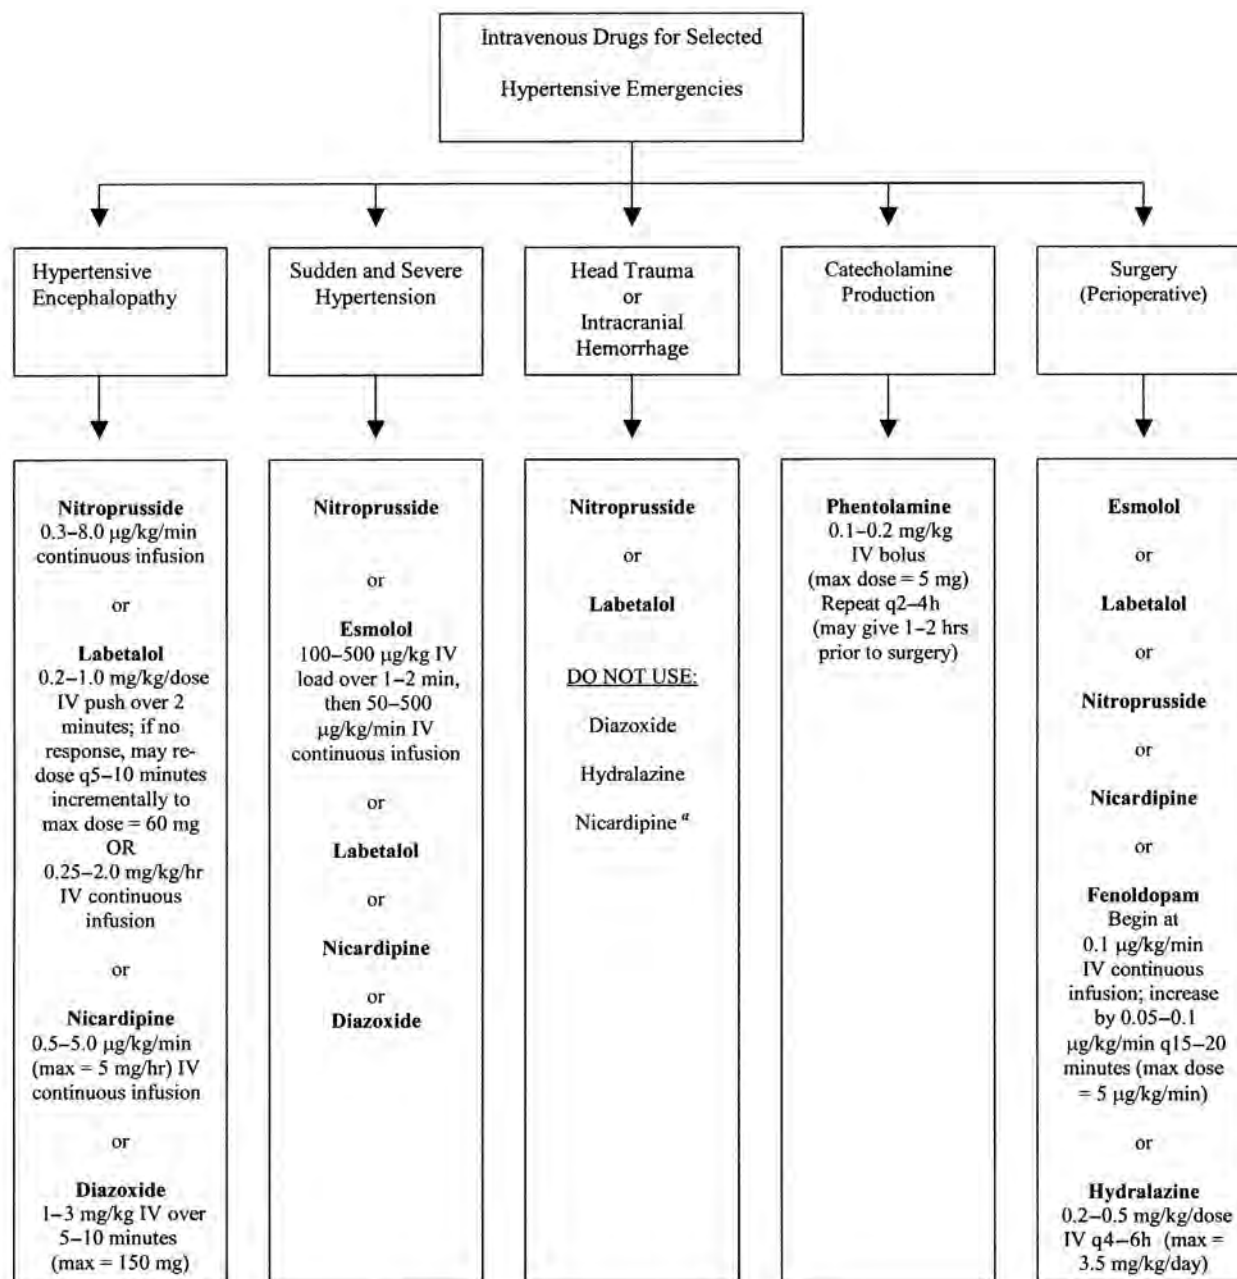 Intravenous Drugs for Selected
Hypertensive Emergencies
Hypertensive
Encephalopathy
Sudden and Severe
Hypertension
Head Trauma
or
Intracranial
Hemorrhage
Catecholamine
Production
Surgery
(Perioperative)
Nitroprusside
0.3–8.0 µg/kg/min
continuous infusion
or
Labetalol
0.2–1.0 mg/kg/dose
IV push over 2
minutes; if no
response, may re-
dose q5–10 minutes
incrementally to
max dose = 60 mg
OR
0.25–2.0 mg/kg/hr
IV continuous
infusion
or
Nicardipine
0.5–5.0 µg/kg/min
(max = 5 mg/hr) IV
continuous infusion
or
Diazoxide
1–3 mg/kg IV over
5–10 minutes
(max = 150 mg)
Nitroprusside
or
Esmolol
100–500 µg/kg IV
load over 1–2 min,
then 50–500
µg/kg/min IV
continuous infusion
or
Labetalol
or
Nicardipine
or
Diazoxide
Nitroprusside
or
Labetalol
DO NOT USE:
Diazoxide
Hydralazine
Nicardipine a
Phentolamine
0.1–0.2 mg/kg
IV bolus
(max dose = 5 mg)
Repeat q2–4h
(may give 1–2 hrs
prior to surgery)
Esmolol
or
Labetalol
or
Nitroprusside
or
Nicardipine
or
Fenoldopam
Begin at
0.1 µg/kg/min
IV continuous
infusion; increase
by 0.05–0.1
µg/kg/min q15–20
minutes (max dose
= 5 µg/kg/min)
or
Hydralazine
0.2–0.5 mg/kg/dose
IV q4–6h (max =
3.5 mg/kg/day)